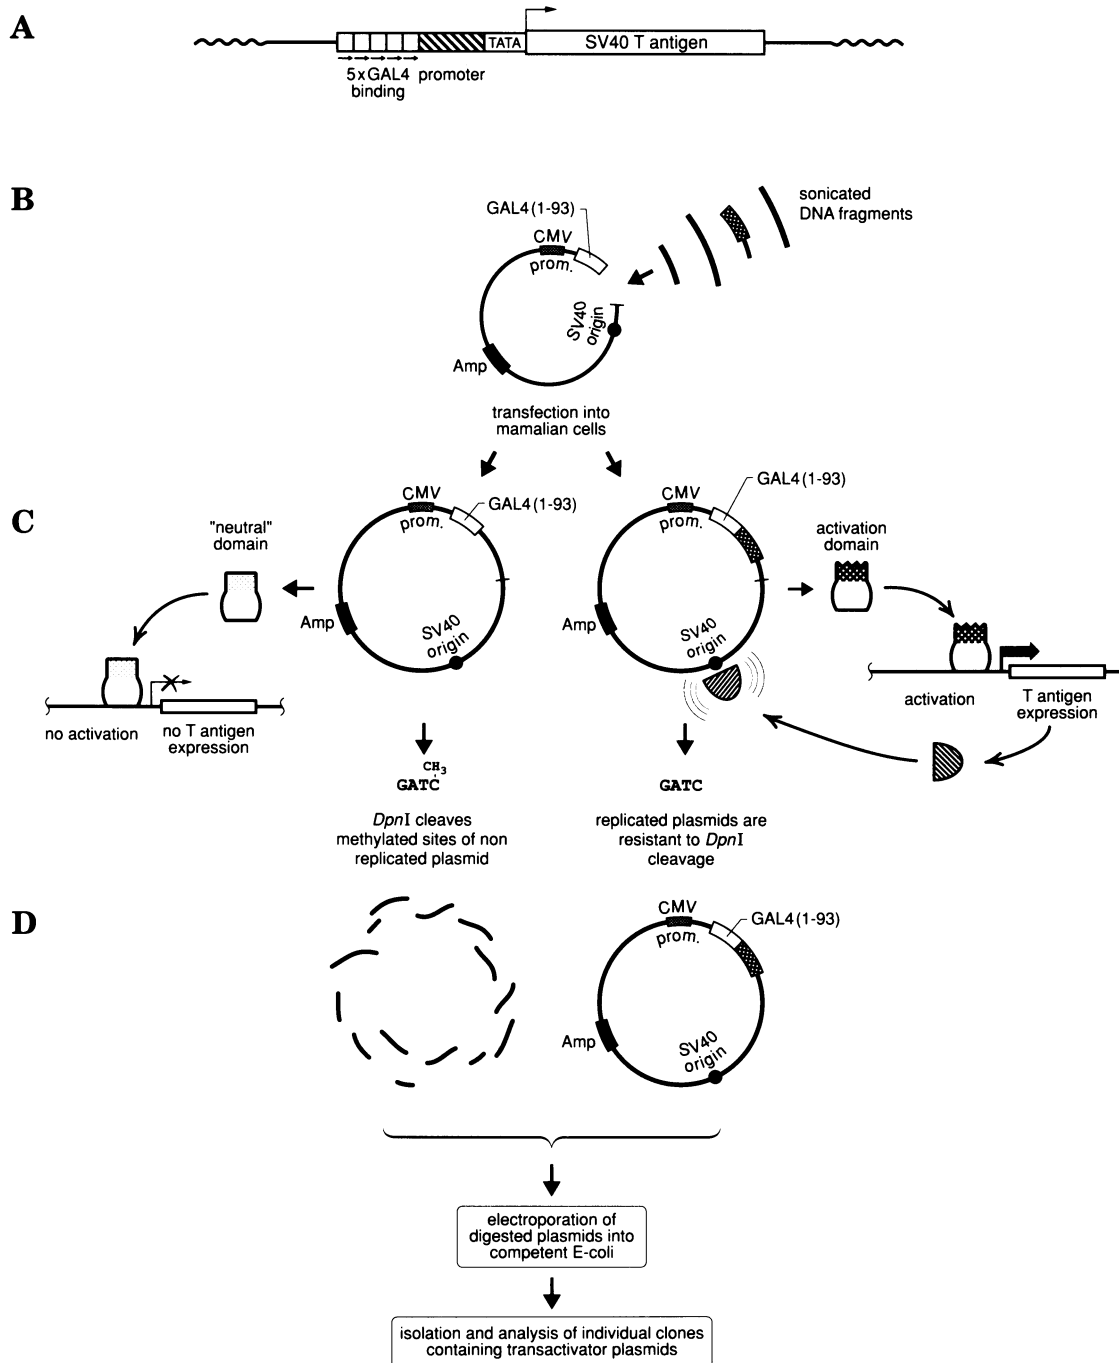 A
TATA
SV40 T antigen
5xGAL4 promoter
binding
B
GAL4(1-93)
CMV
prom.
sonicated
DNA fragments
SV40
origin
Amp
transfection into
mamalian cells
C
"neutral"
domain
CMV
prom.
GAL4(1-93)
Amp
SV40
origin
no activation
no T antigen
expression
CMV
prom.
GAL4(1-93)
Amp
SV40
origin
activation
domain
activation
T antigen
expression
CH3
GATC
DpnI cleaves
methylated sites of non
replicated plasmid
GATC
replicated plasmids are
resistant to DpnI
cleavage
D
CMV
prom.
GAL4(1-93)
Amp
SV40
origin
electroporation of
digested plasmids into
competent E-coli
isolation and analysis of individual clones
containing transactivator plasmids